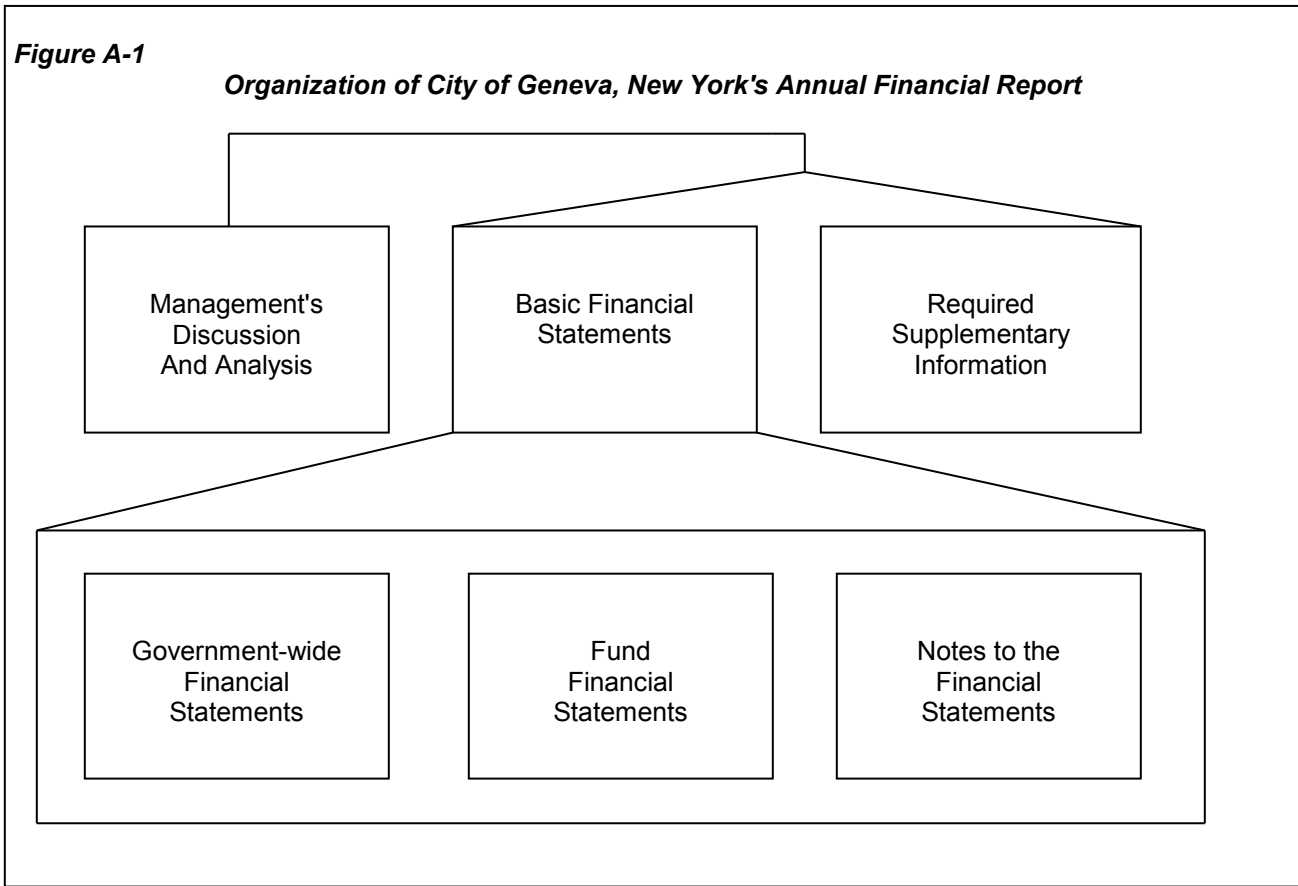 Figure A-1
Organization of City of Geneva, New York's Annual Financial Report
Management's
Discussion
And Analysis
Basic Financial
Statements
Required
Supplementary
Information
Government-wide
Financial
Statements
Fund
Financial
Statements
Notes to the
Financial
Statements